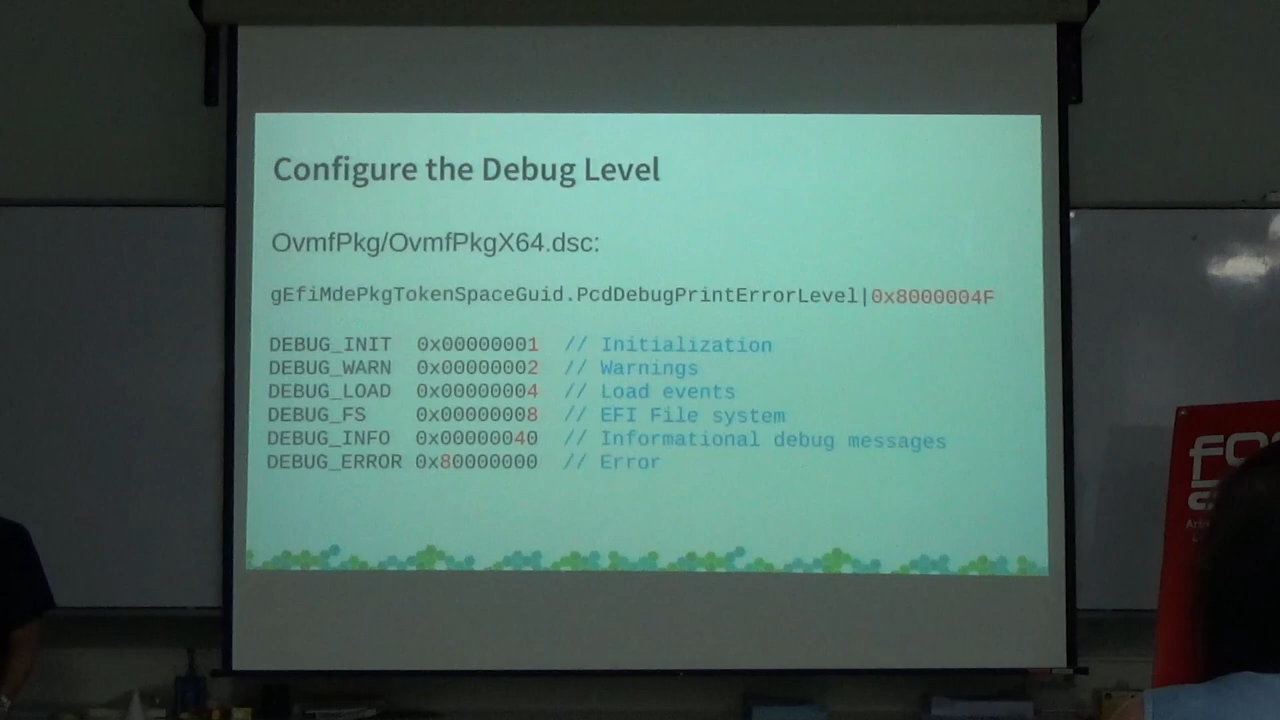 Configure the Debug Level
OvmfPkg/OvmfPkgX64.dsc:
gEfiMdePkgTokenSpaceGuid.PcdDebugPrintErrorLevel|0x8000004F
DEBUG_INIT 0x00000001 // Initialization
DEBUG_WARN 0x00000002 // Warnings
DEBUG_LOAD 0x00000004 // Load events
DEBUG_FS 0x00000008 // EFI File system
DEBUG_INFO 0x00000040 // Informational debug messages
DEBUG_ERROR 0x80000000 // Error